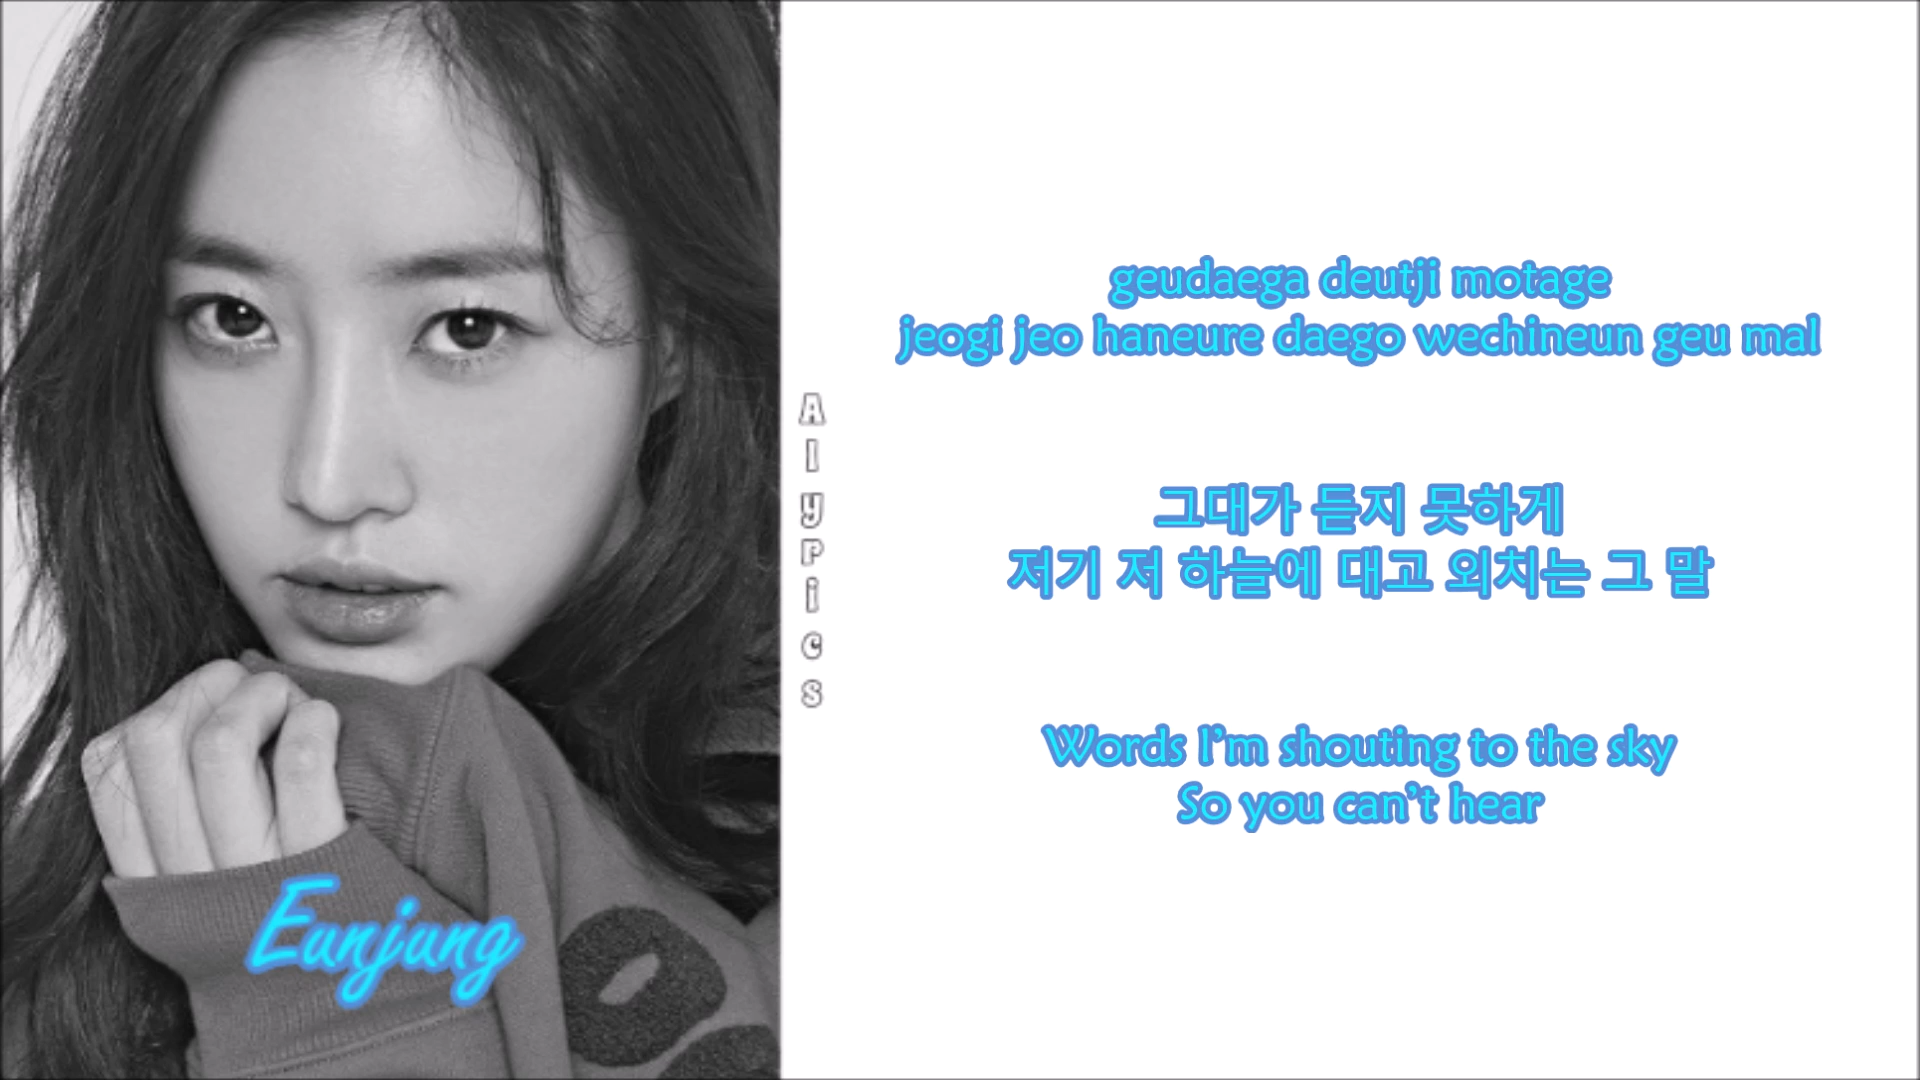 Eunjung
Alypics
geudaega deutji motage
jeogi jeo haneure daego wechineun geu mal
그대가 듣지 못하게
저기 저 하늘에 대고 외치는 그 말
Words I'm shouting to the sky
So you can't hear